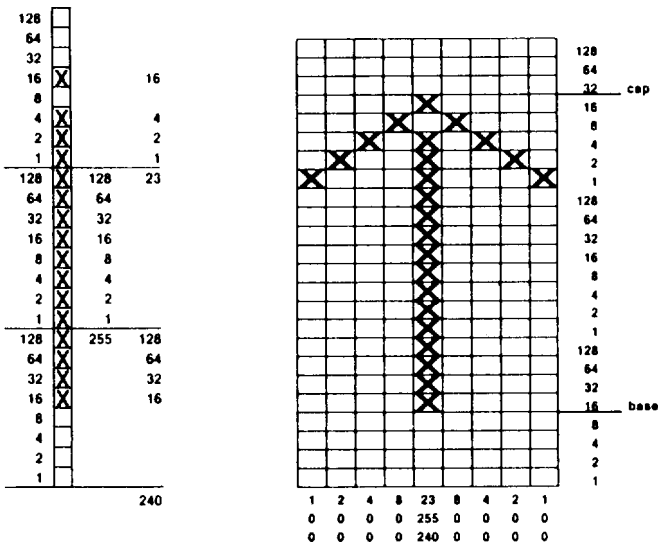 128
64
32
16 X 16
8
4 X 4
2 X 2
1 X 1
128 X 128 23
64 X 64
32 X 32
16 X 16
8 X 8
4 X 4
2 X 2
1 X 1
128 X 255 128
64 X 64
32 X 32
16 X 16
8
4
2
1
240
128
64
32 cap
16
8
4
2
1
128
64
32
16
8
4
2
1
128
64
32
16 base
8
4
2
1
1 2 4 8 23 8 4 2 1
0 0 0 0 255 0 0 0 0
0 0 0 0 240 0 0 0 0